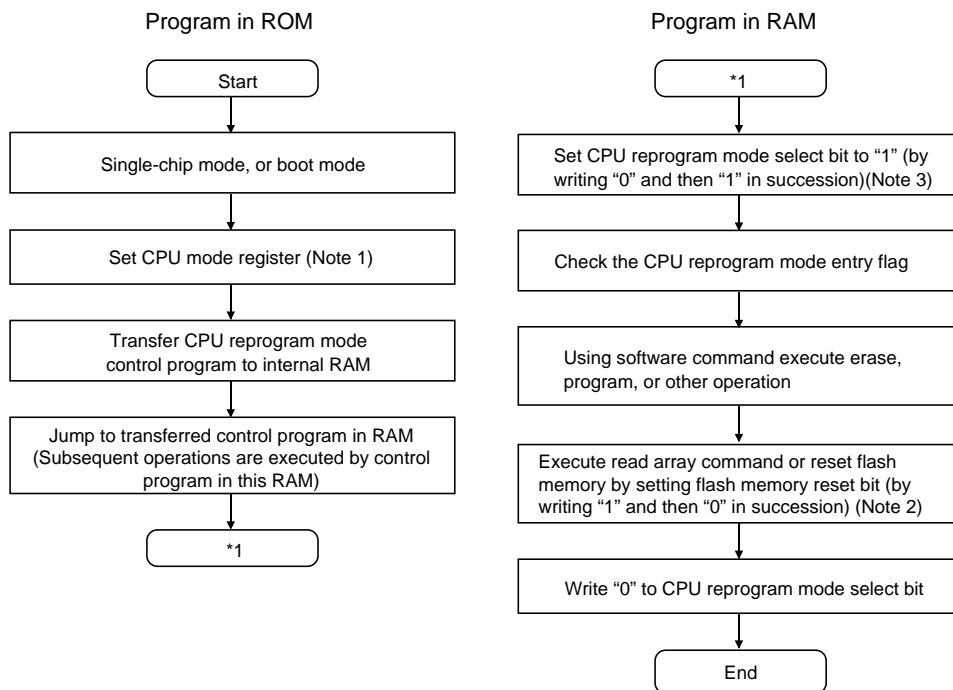 Program in ROM
Start
Single-chip mode, or boot mode
Set CPU mode register (Note 1)
Transfer CPU reprogram mode
control program to internal RAM
Jump to transferred control program in RAM
(Subsequent operations are executed by control
program in this RAM)
*1
Program in RAM
*1
Set CPU reprogram mode select bit to “1” (by
writing “0” and then “1” in succession)(Note 3)
Check the CPU reprogram mode entry flag
Using software command execute erase,
program, or other operation
Execute read array command or reset flash
memory by setting flash memory reset bit (by
writing “1” and then “0” in succession) (Note 2)
Write “0” to CPU reprogram mode select bit
End